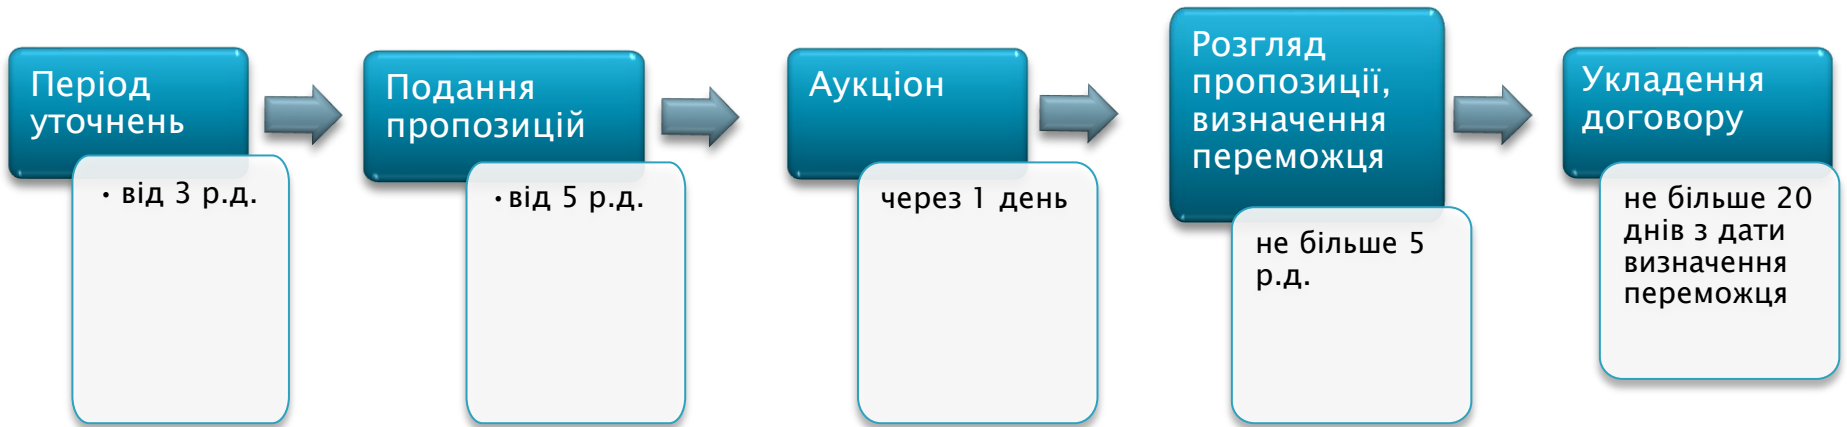 Період
уточнень
• від 3 р.д.
Подання
пропозицій
• від 5 р.д.
Аукціон
через 1 день
Розгляд
пропозиції,
визначення
переможця
не більше 5
р.д.
Укладення
договору
не більше 20
днів з дати
визначення
переможця